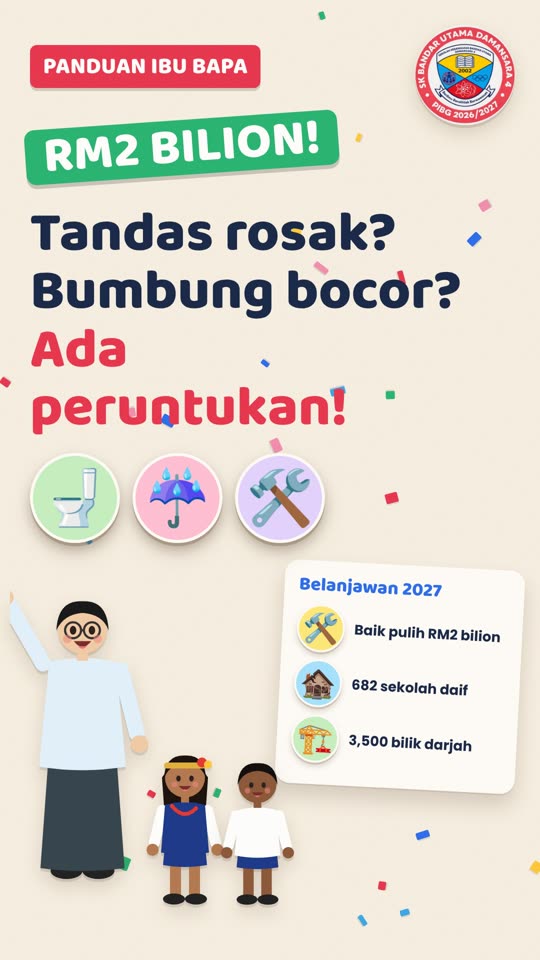 PANDUAN IBU BAPA
SK BANDAR UTAMA DAMANSARA 4
2002
PIBG 2026/2027
RM2 BILION!
Tandas rosak?
Bumbung bocor?
Ada
peruntukan!
Belanjawan 2027
Baik pulih RM2 bilion
682 sekolah daif
3,500 bilik darjah